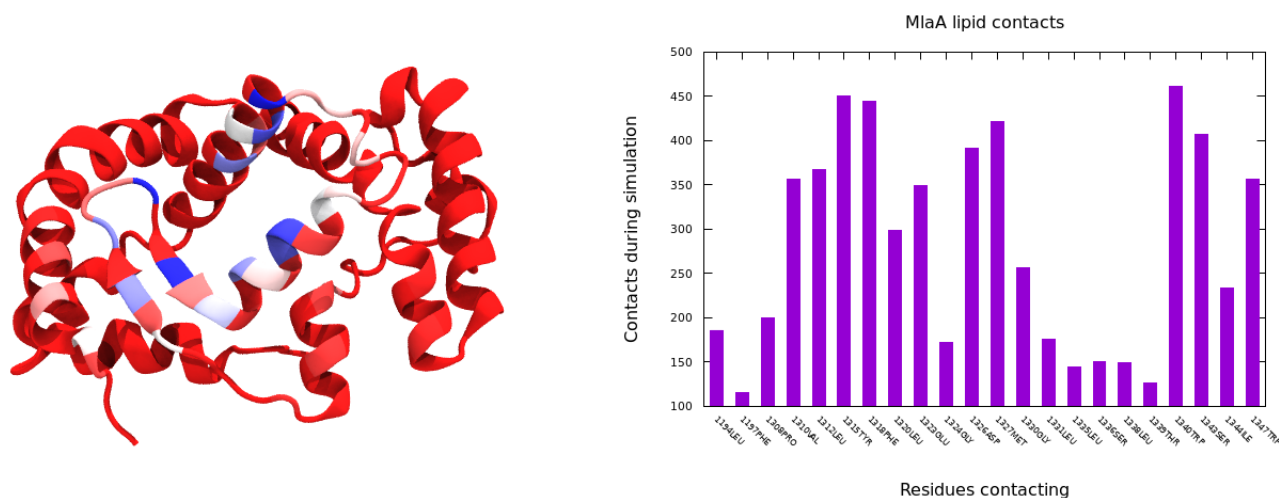 MlaA lipid contacts
500
450
400
350
300
250
200
150
100
Contacts during simulation
1194LEU
1197PHE
1308PRO
1310VAL
1312LEU
1315TYR
1318PHE
1320LEU
1323GLU
1324GLY
1326ASP
1327MET
1330GLY
1331LEU
1335LEU
1336SER
1338LEU
1339THR
1340TRP
1344ILE
1347TRP
Residues contacting